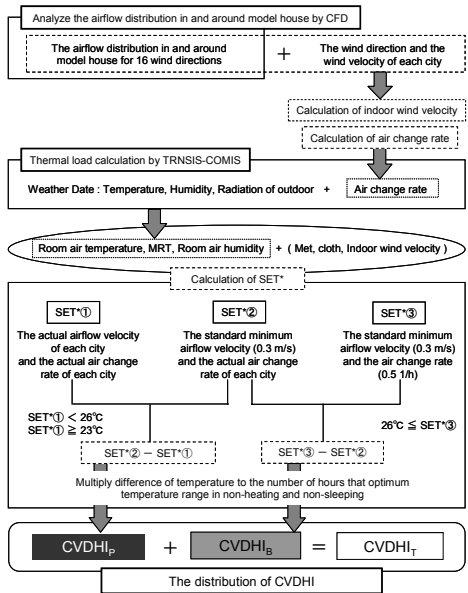 Analyze the airflow distribution in and around model house by CFD
The airflow distribution in and around
model house for 16 wind directions
+
The wind direction and the
wind velocity of each city
Calculation of indoor wind velocity
Calculation of air change rate
Thermal load calculation by TRNSIS-COMIS
Weather Date : Temperature, Humidity, Radiation of outdoor + Air change rate
Room air temperature, MRT, Room air humidity + ( Met, cloth, Indoor wind velocity )
Calculation of SET*
SET*①
The actual airflow velocity
of each city
and the actual air change
rate of each city
SET*②
The standard minimum
airflow velocity (0.3 m/s)
and the actual air change
rate of each city
SET*③
The standard minimum
airflow velocity (0.3 m/s)
and the air change rate
(0.5 1/h)
SET*① < 26℃
SET*① ≧ 23℃
26℃ ≦ SET*③
SET*② − SET*①
SET*③ − SET*②
Multiply difference of temperature to the number of hours that optimum
temperature range in non-heating and non-sleeping
CVDHIP + CVDHIB = CVDHIT
The distribution of CVDHI